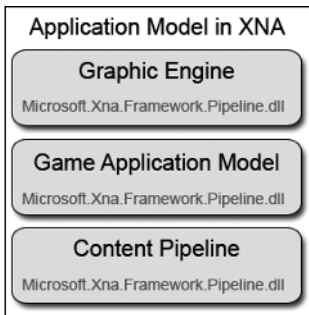 Application Model in XNA
Graphic Engine
Microsoft.Xna.Framework.Pipeline.dll
Game Application Model
Microsoft.Xna.Framework.Pipeline.dll
Content Pipeline
Microsoft.Xna.Framework.Pipeline.dll